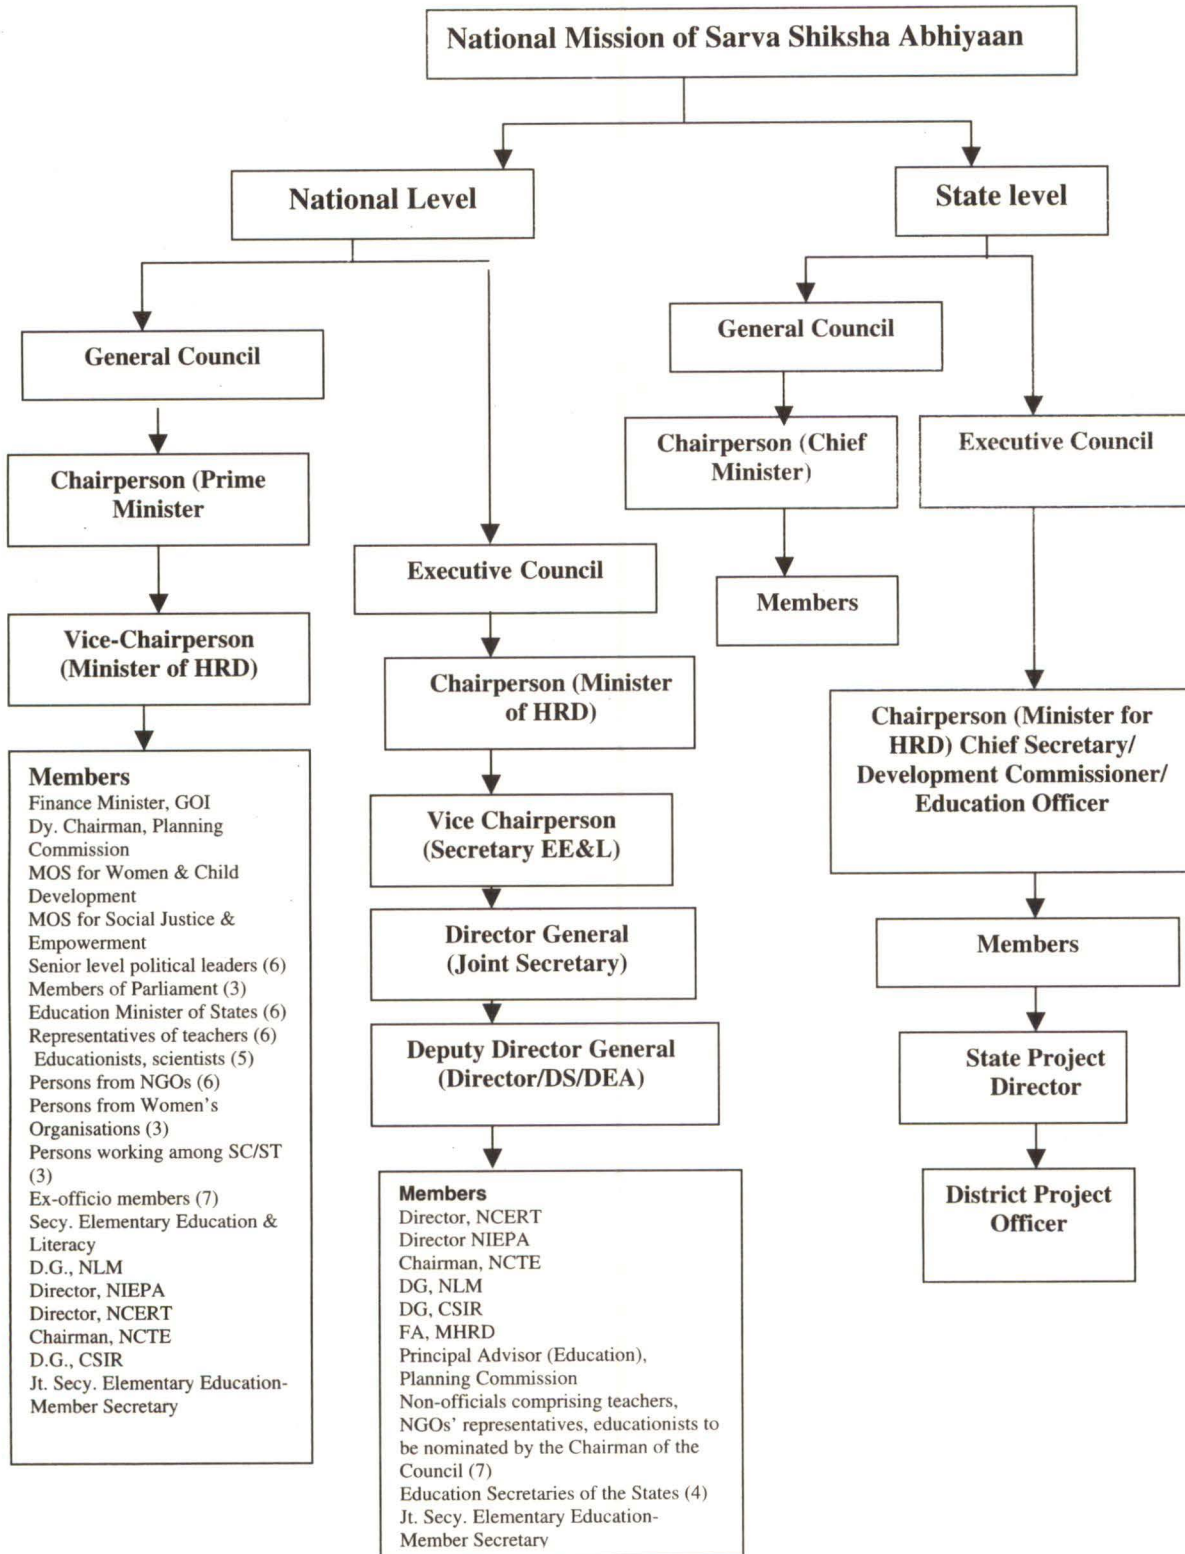 National Mission of Sarva Shiksha Abhiyaan
National Level
State level
General Council
Chairperson (Prime
Minister
Vice-Chairperson
(Minister of HRD)
Members
Finance Minister, GOI
Dy. Chairman, Planning
Commission
MOS for Women & Child
Development
MOS for Social Justice &
Empowerment
Senior level political leaders (6)
Members of Parliament (3)
Education Minister of States (6)
Representatives of teachers (6)
Educationists, scientists (5)
Persons from NGOs (6)
Persons from Women's
Organisations (3)
Persons working among SC/ST
(3)
Ex-officio members (7)
Secy. Elementary Education &
Literacy
D.G., NLM
Director, NIEPA
Director, NCERT
Chairman, NCTE
D.G., CSIR
Jt. Secy. Elementary Education-
Member Secretary
Executive Council
Chairperson (Minister
of HRD)
Vice Chairperson
(Secretary EE&L)
Director General
(Joint Secretary)
Deputy Director General
(Director/DS/DEA)
Members
Director, NCERT
Director NIEPA
Chairman, NCTE
DG, NLM
DG, CSIR
FA, MHRD
Principal Advisor (Education),
Planning Commission
Non-officials comprising teachers,
NGOs' representatives, educationists to
be nominated by the Chairman of the
Council (7)
Education Secretaries of the States (4)
Jt. Secy. Elementary Education-
Member Secretary
General Council
Chairperson (Chief
Minister)
Members
Executive Council
Chairperson (Minister for
HRD) Chief Secretary/
Development Commissioner/
Education Officer
Members
State Project
Director
District Project
Officer